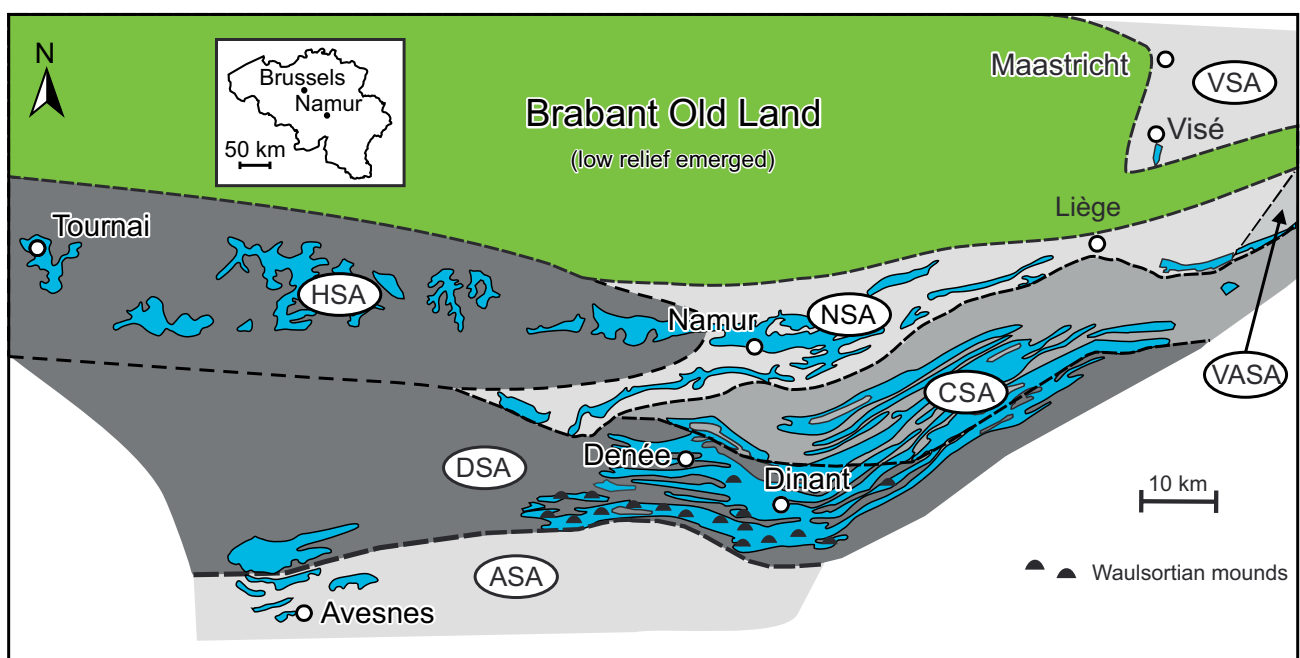 N
Brussels
Namur
50 km
Brabant Old Land
(low relief emerged)
Maastricht
VSA
Visé
Liège
Tournai
HSA
Namur
NSA
VASA
CSA
DSA
Denée
Dinant
10 km
ASA
Waulsortian mounds
Avesnes